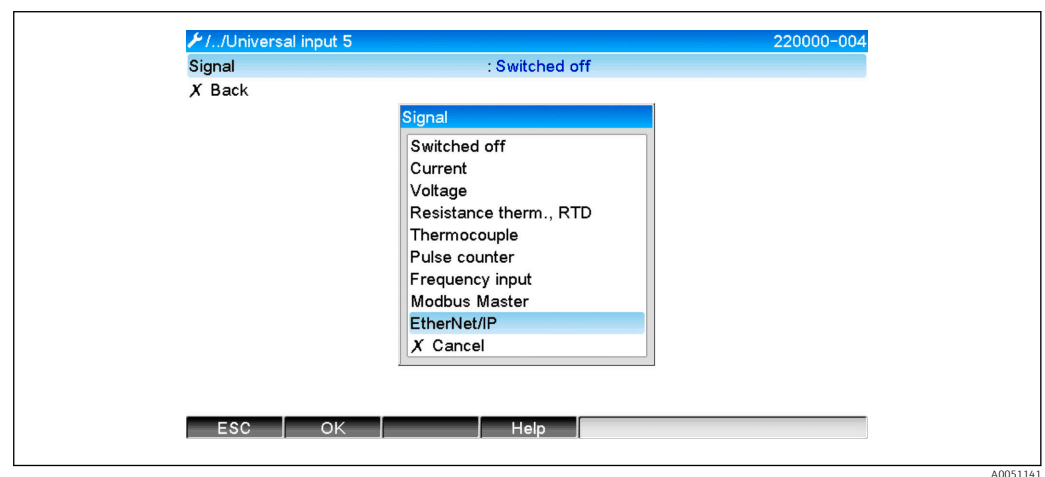 /../Universal input 5 220000-004
Signal : Switched off
X Back
Signal
Switched off
Current
Voltage
Resistance therm., RTD
Thermocouple
Pulse counter
Frequency input
Modbus Master
EtherNet/IP
X Cancel
ESC OK Help
A0051141